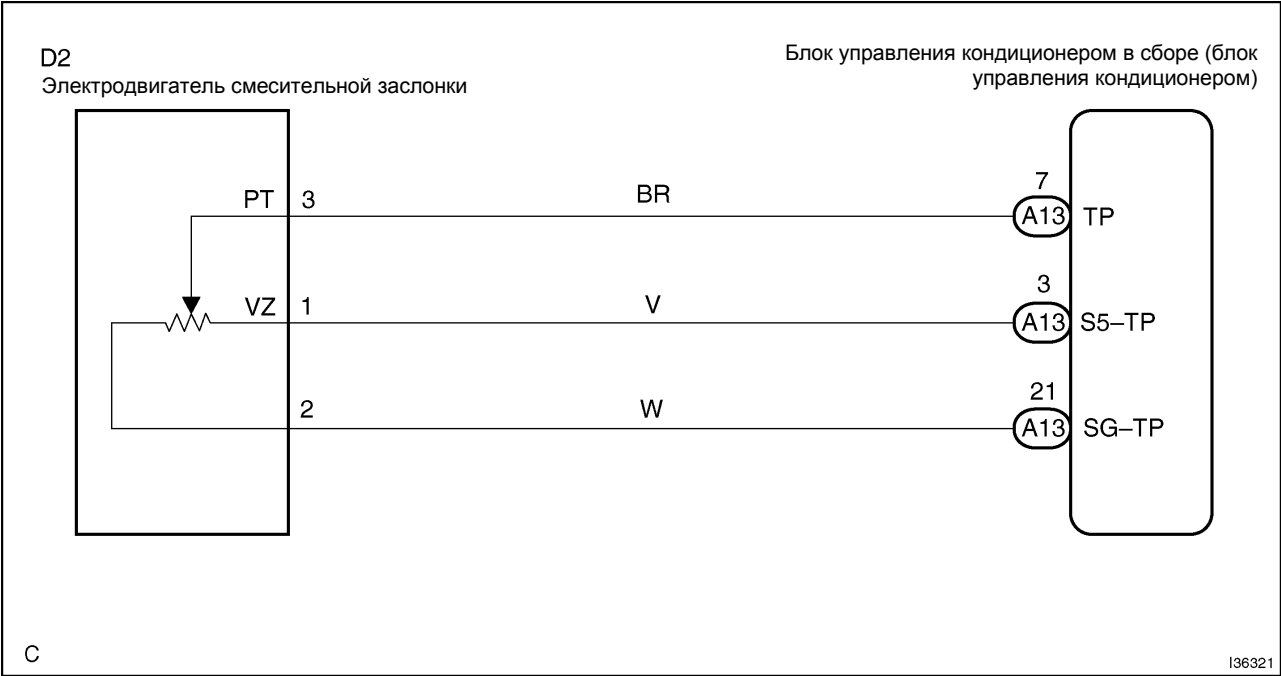 D2
Электродвигатель смесительной заслонки
Блок управления кондиционером в сборе (блок
управления кондиционером)
PT 3 BR 7 A13 TP
VZ 1 V 3 A13 S5–TP
2 W 21 A13 SG–TP
C
I36321